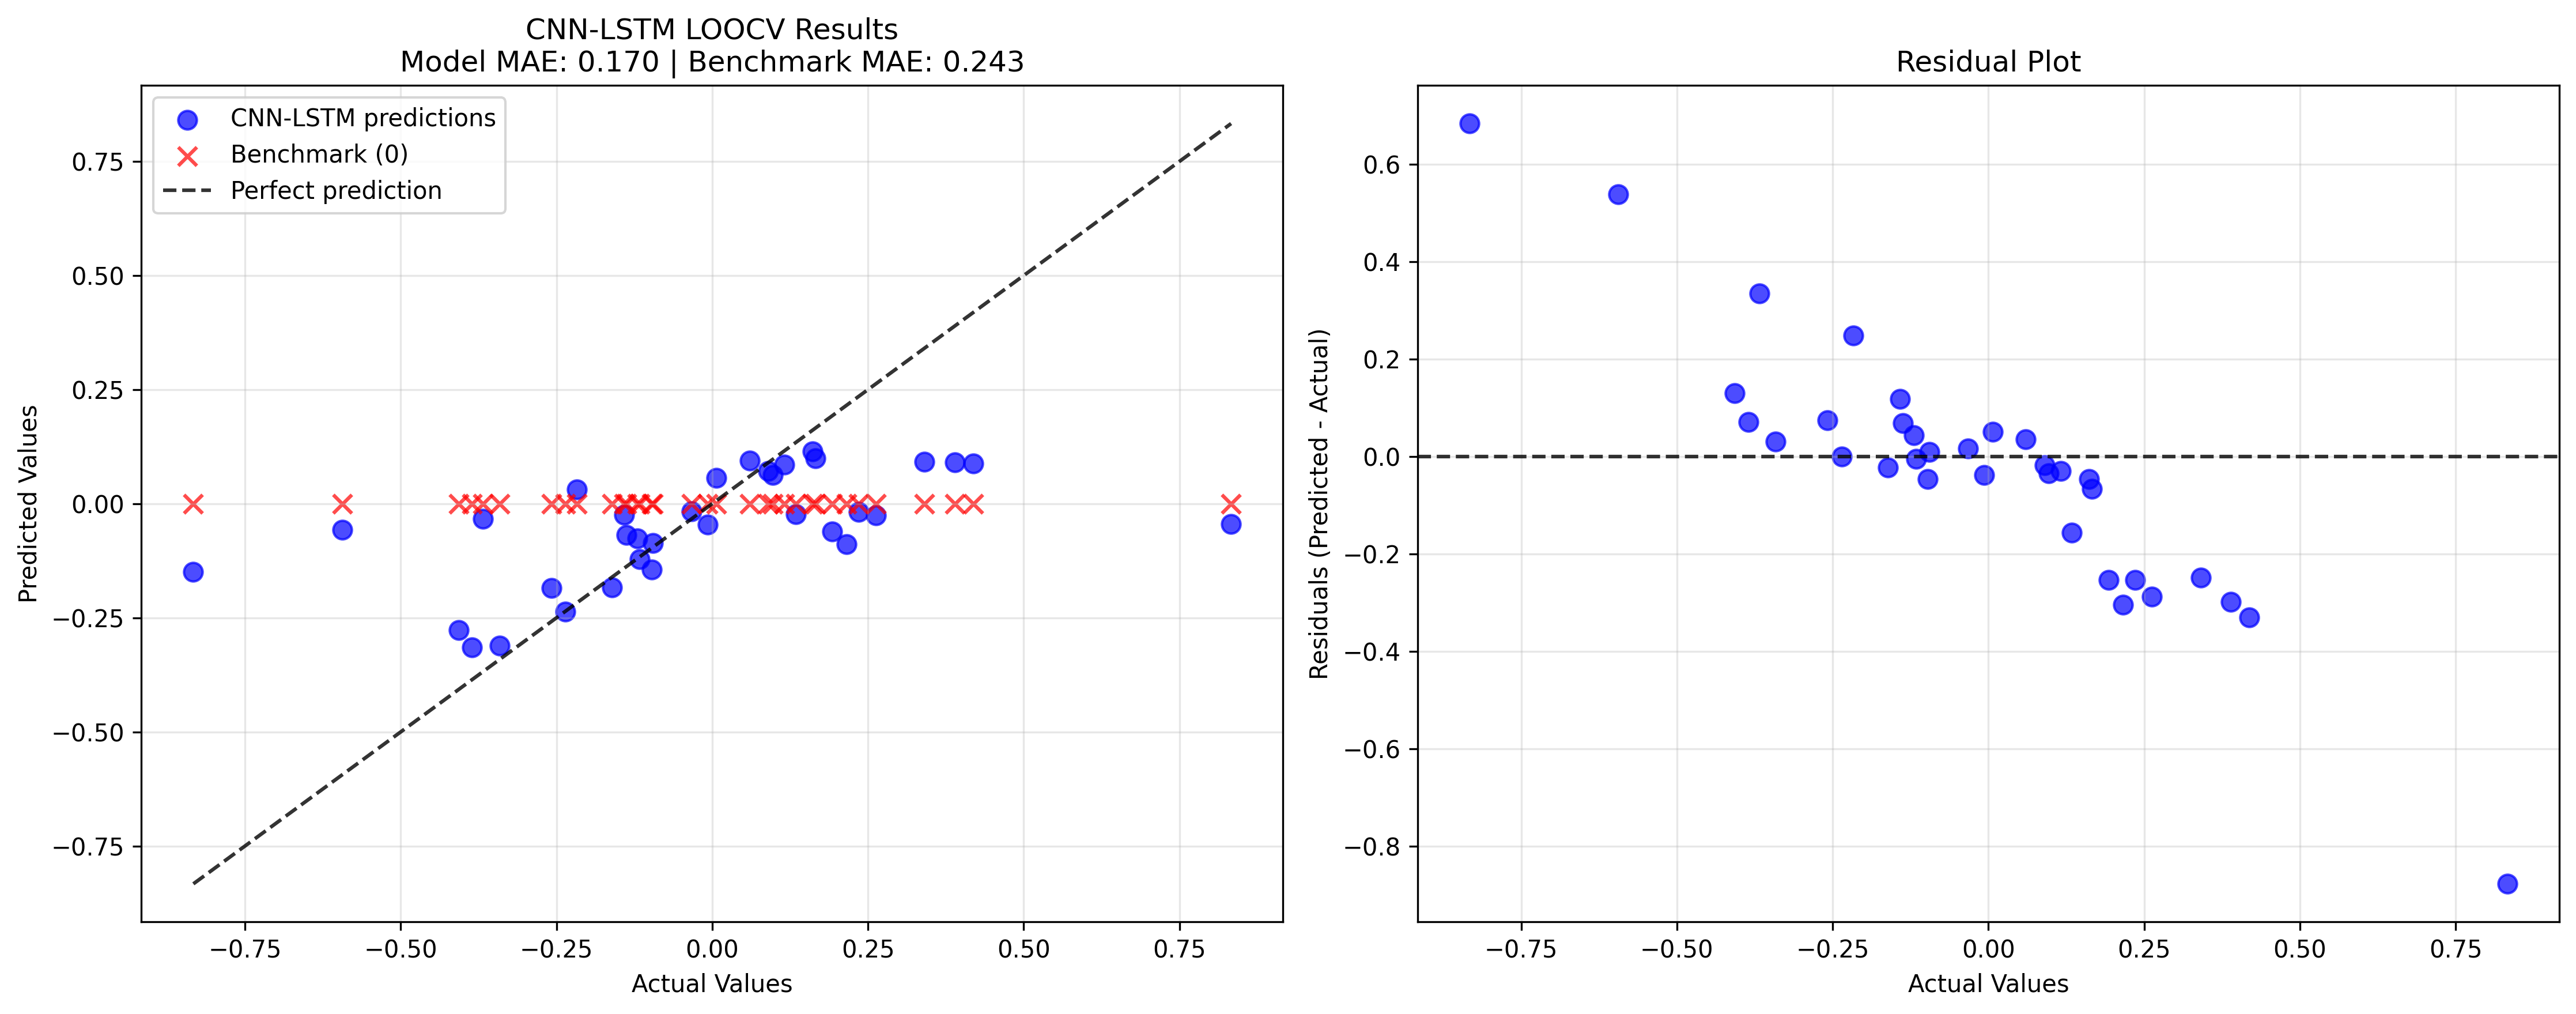 CNN-LSTM LOOCV Results
Model MAE: 0.170 | Benchmark MAE: 0.243
CNN-LSTM predictions
Benchmark (0)
Perfect prediction
Predicted Values
0.75
0.50
0.25
0.00
−0.25
−0.50
−0.75
−0.75
−0.50
−0.25
0.00
0.25
0.50
0.75
Actual Values
Residual Plot
Residuals (Predicted - Actual)
0.6
0.4
0.2
0.0
−0.2
−0.4
−0.6
−0.8
−0.75
−0.50
−0.25
0.00
0.25
0.50
0.75
Actual Values